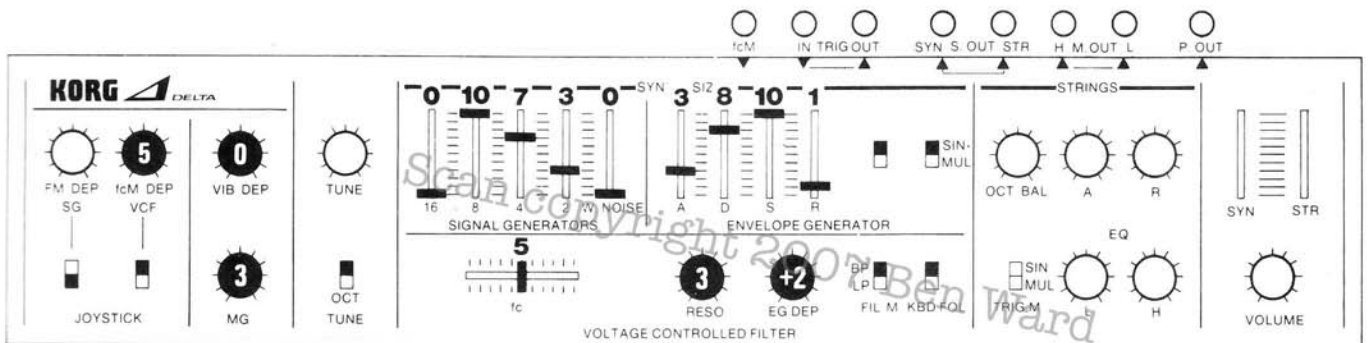 fcM IN TRIG OUT SYN S. OUT STR H M. OUT L P. OUT
KORG DELTA
SYN SIZ STRINGS
0 10 7 3 0 3 8 10 1
5 0
SIN-
MUL
FM DEP fcM DEP VIB DEP TUNE
OCT BAL A R
16 8 4 2 W NOISE A D S R
SG VCF
SYN STR
SIGNAL GENERATORS ENVELOPE GENERATOR
EQ
5
3 3 +2
BP
LP
SIN
MUL
OCT
fc RESO EG DEP FIL M KBD TRIG M H
JOYSTICK MG TUNE VOLUME
VOLTAGE CONTROLLED FILTER
Scan copyright 2007 Ben Ward